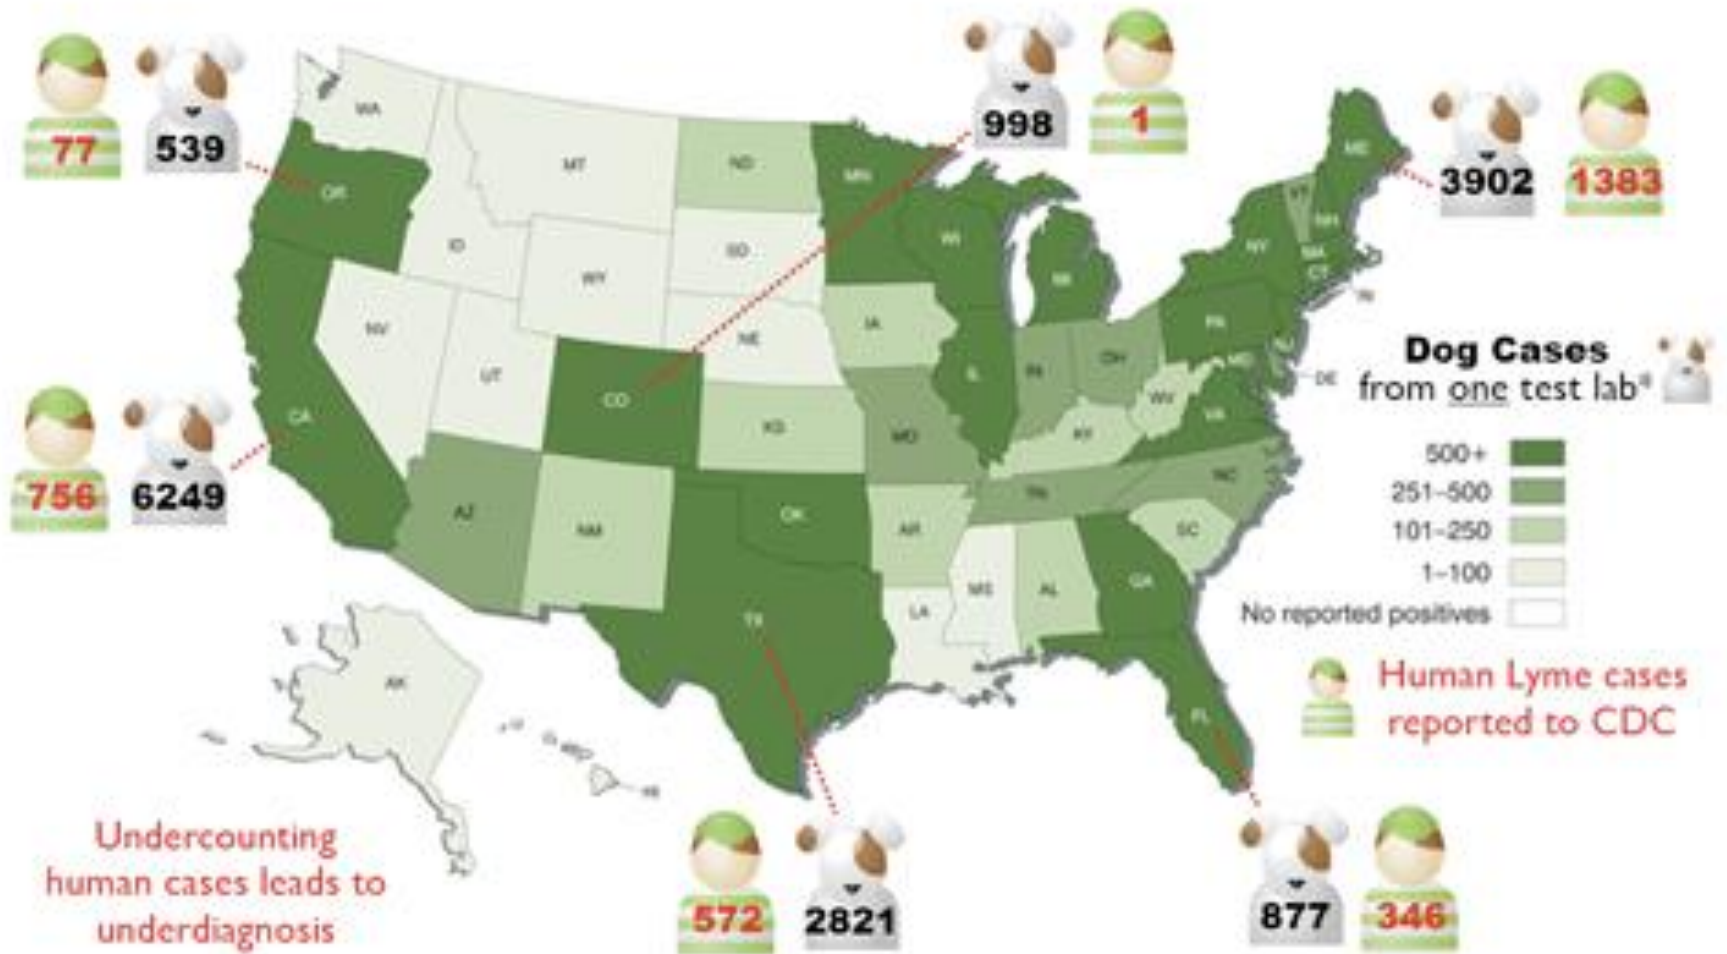 77
539
998
1
3902
1383
756
6249
572
2821
877
346
WA
OR
CA
NV
ID
MT
WY
UT
AZ
CO
NM
ND
SD
NE
KS
OK
TX
MN
IA
MO
AR
LA
WI
IL
MI
IN
OH
KY
TN
MS
AL
GA
FL
SC
NC
VA
WV
PA
NY
VT
NH
ME
MA
CT
NJ
DE
MD
AK
Dog Cases
from one test lab*
500+
251–500
101–250
1–100
No reported positives
Human Lyme cases
reported to CDC
Undercounting
human cases leads to
underdiagnosis